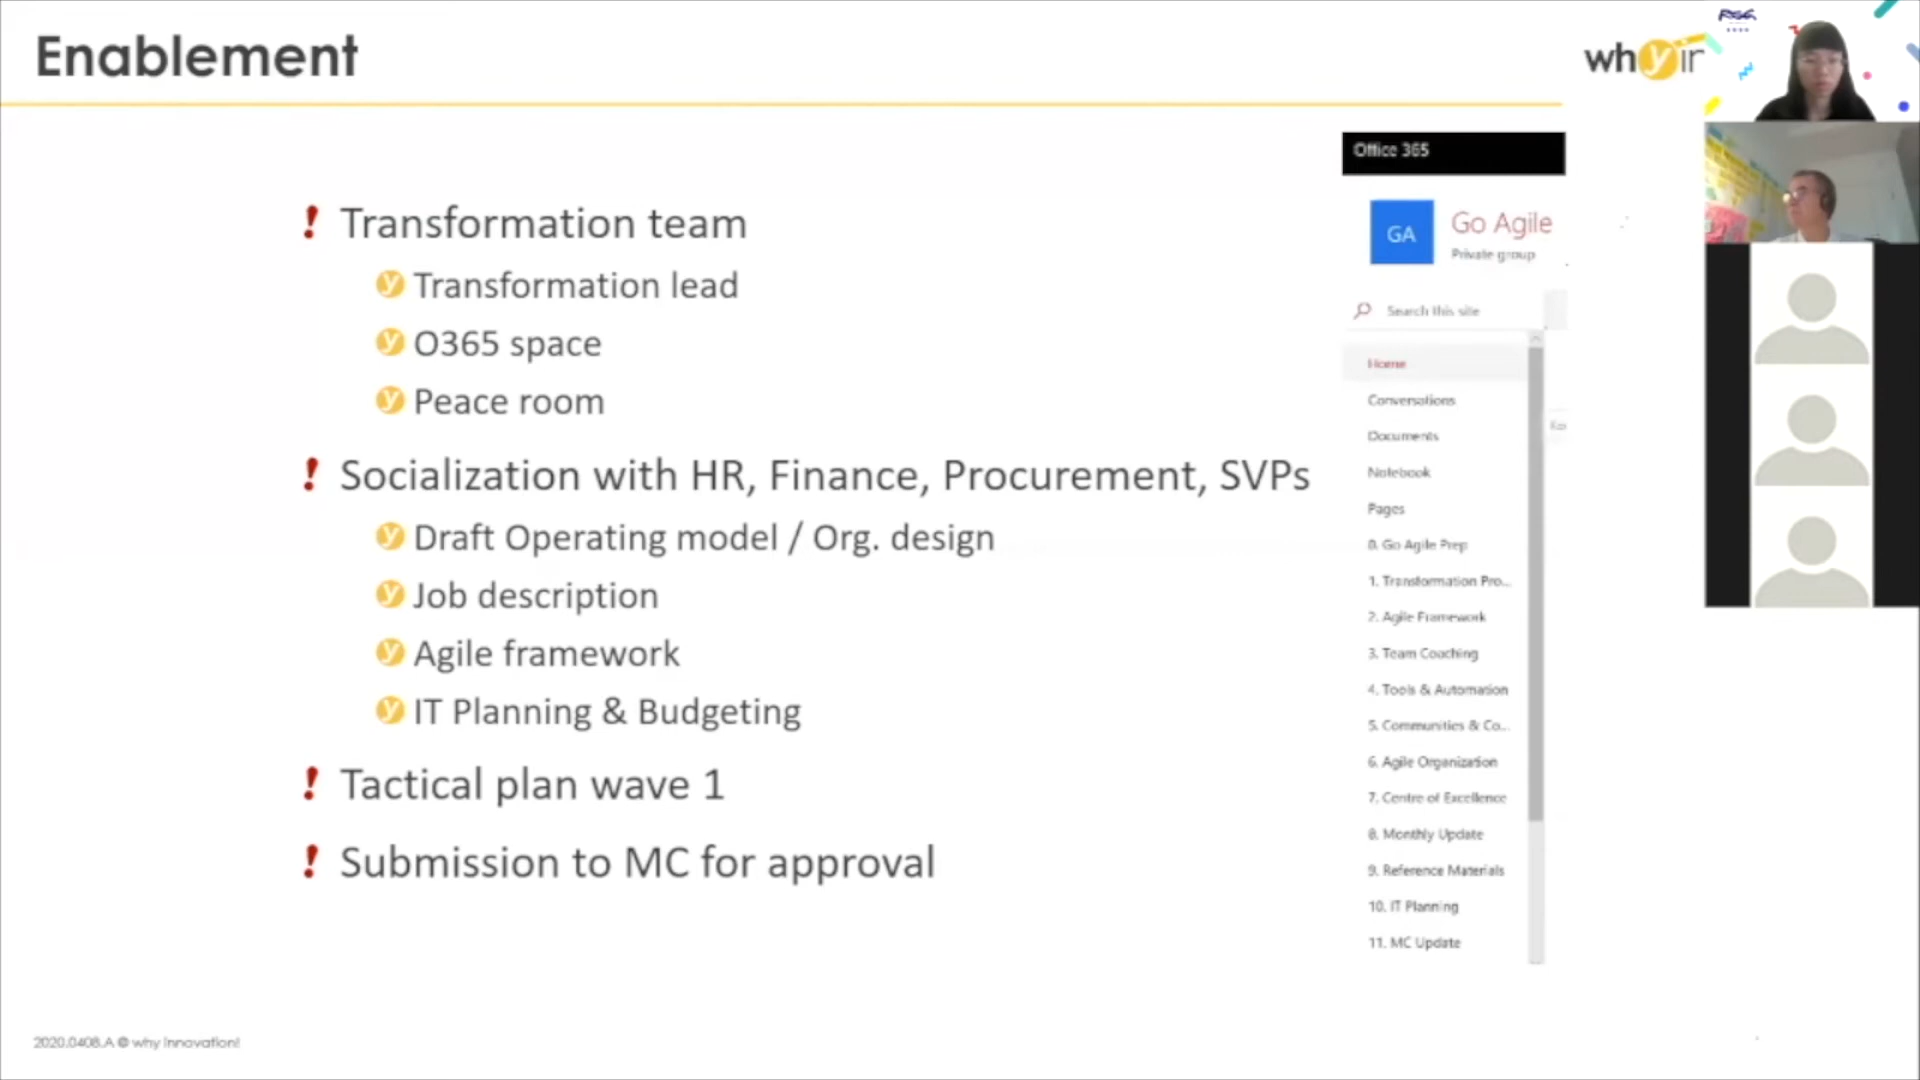 Enablement
whyin
! Transformation team
y Transformation lead
y O365 space
y Peace room
! Socialization with HR, Finance, Procurement, SVPs
y Draft Operating model / Org. design
y Job description
y Agile framework
y IT Planning & Budgeting
! Tactical plan wave 1
! Submission to MC for approval
Office 365
GA
Go Agile
Private group
Search this site
Home
Conversations
Documents
Notebook
Pages
0. Go Agile Prep
1. Transformation Pro...
2. Agile Framework
3. Team Coaching
4. Tools & Automation
5. Communities & Co...
6. Agile Organization
7. Centre of Excellence
8. Monthly Update
9. Reference Materials
10. IT Planning
11. MC Update
2020.0408.A © why innovation!